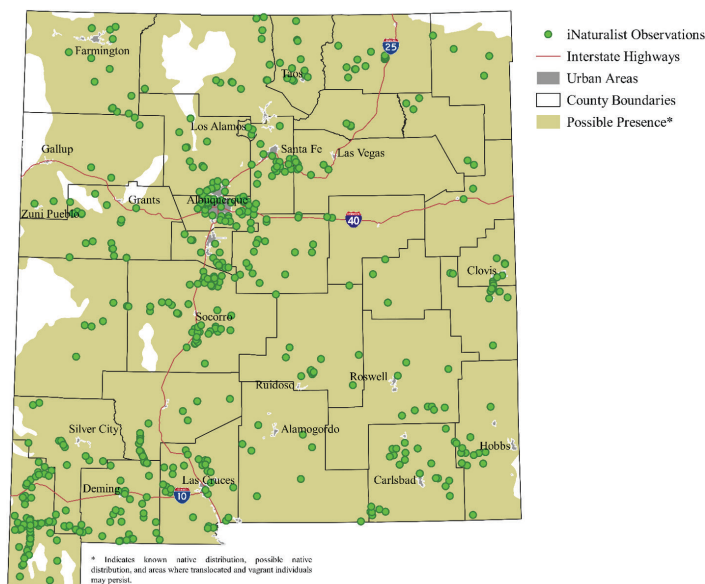 iNaturalist Observations
Interstate Highways
Urban Areas
County Boundaries
Possible Presence*
Farmington
25
Taos
Los Alamos
Gallup
Santa Fe
Las Vegas
Grants
Albuquerque
Zuni Pueblo
40
Clovis
Socorro
Ruidoso
Roswell
Silver City
Alamogordo
Hobbs
Deming
Las Cruces
Carlsbad
10
* Indicates known native distribution, possible native
distribution, and areas where translocated and vagrant individuals
may persist.